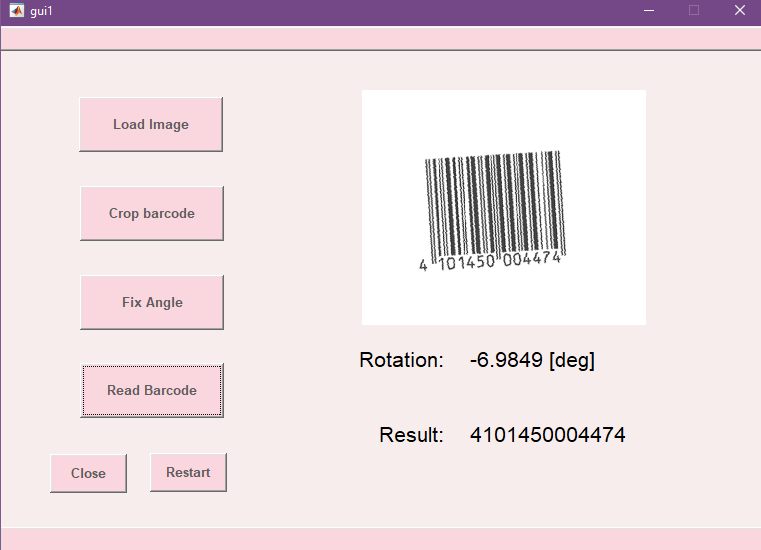 gui1
Load Image
Crop barcode
Fix Angle
Read Barcode
Close
Restart
4 101450 004474
Rotation: -6.9849 [deg]
Result: 4101450004474